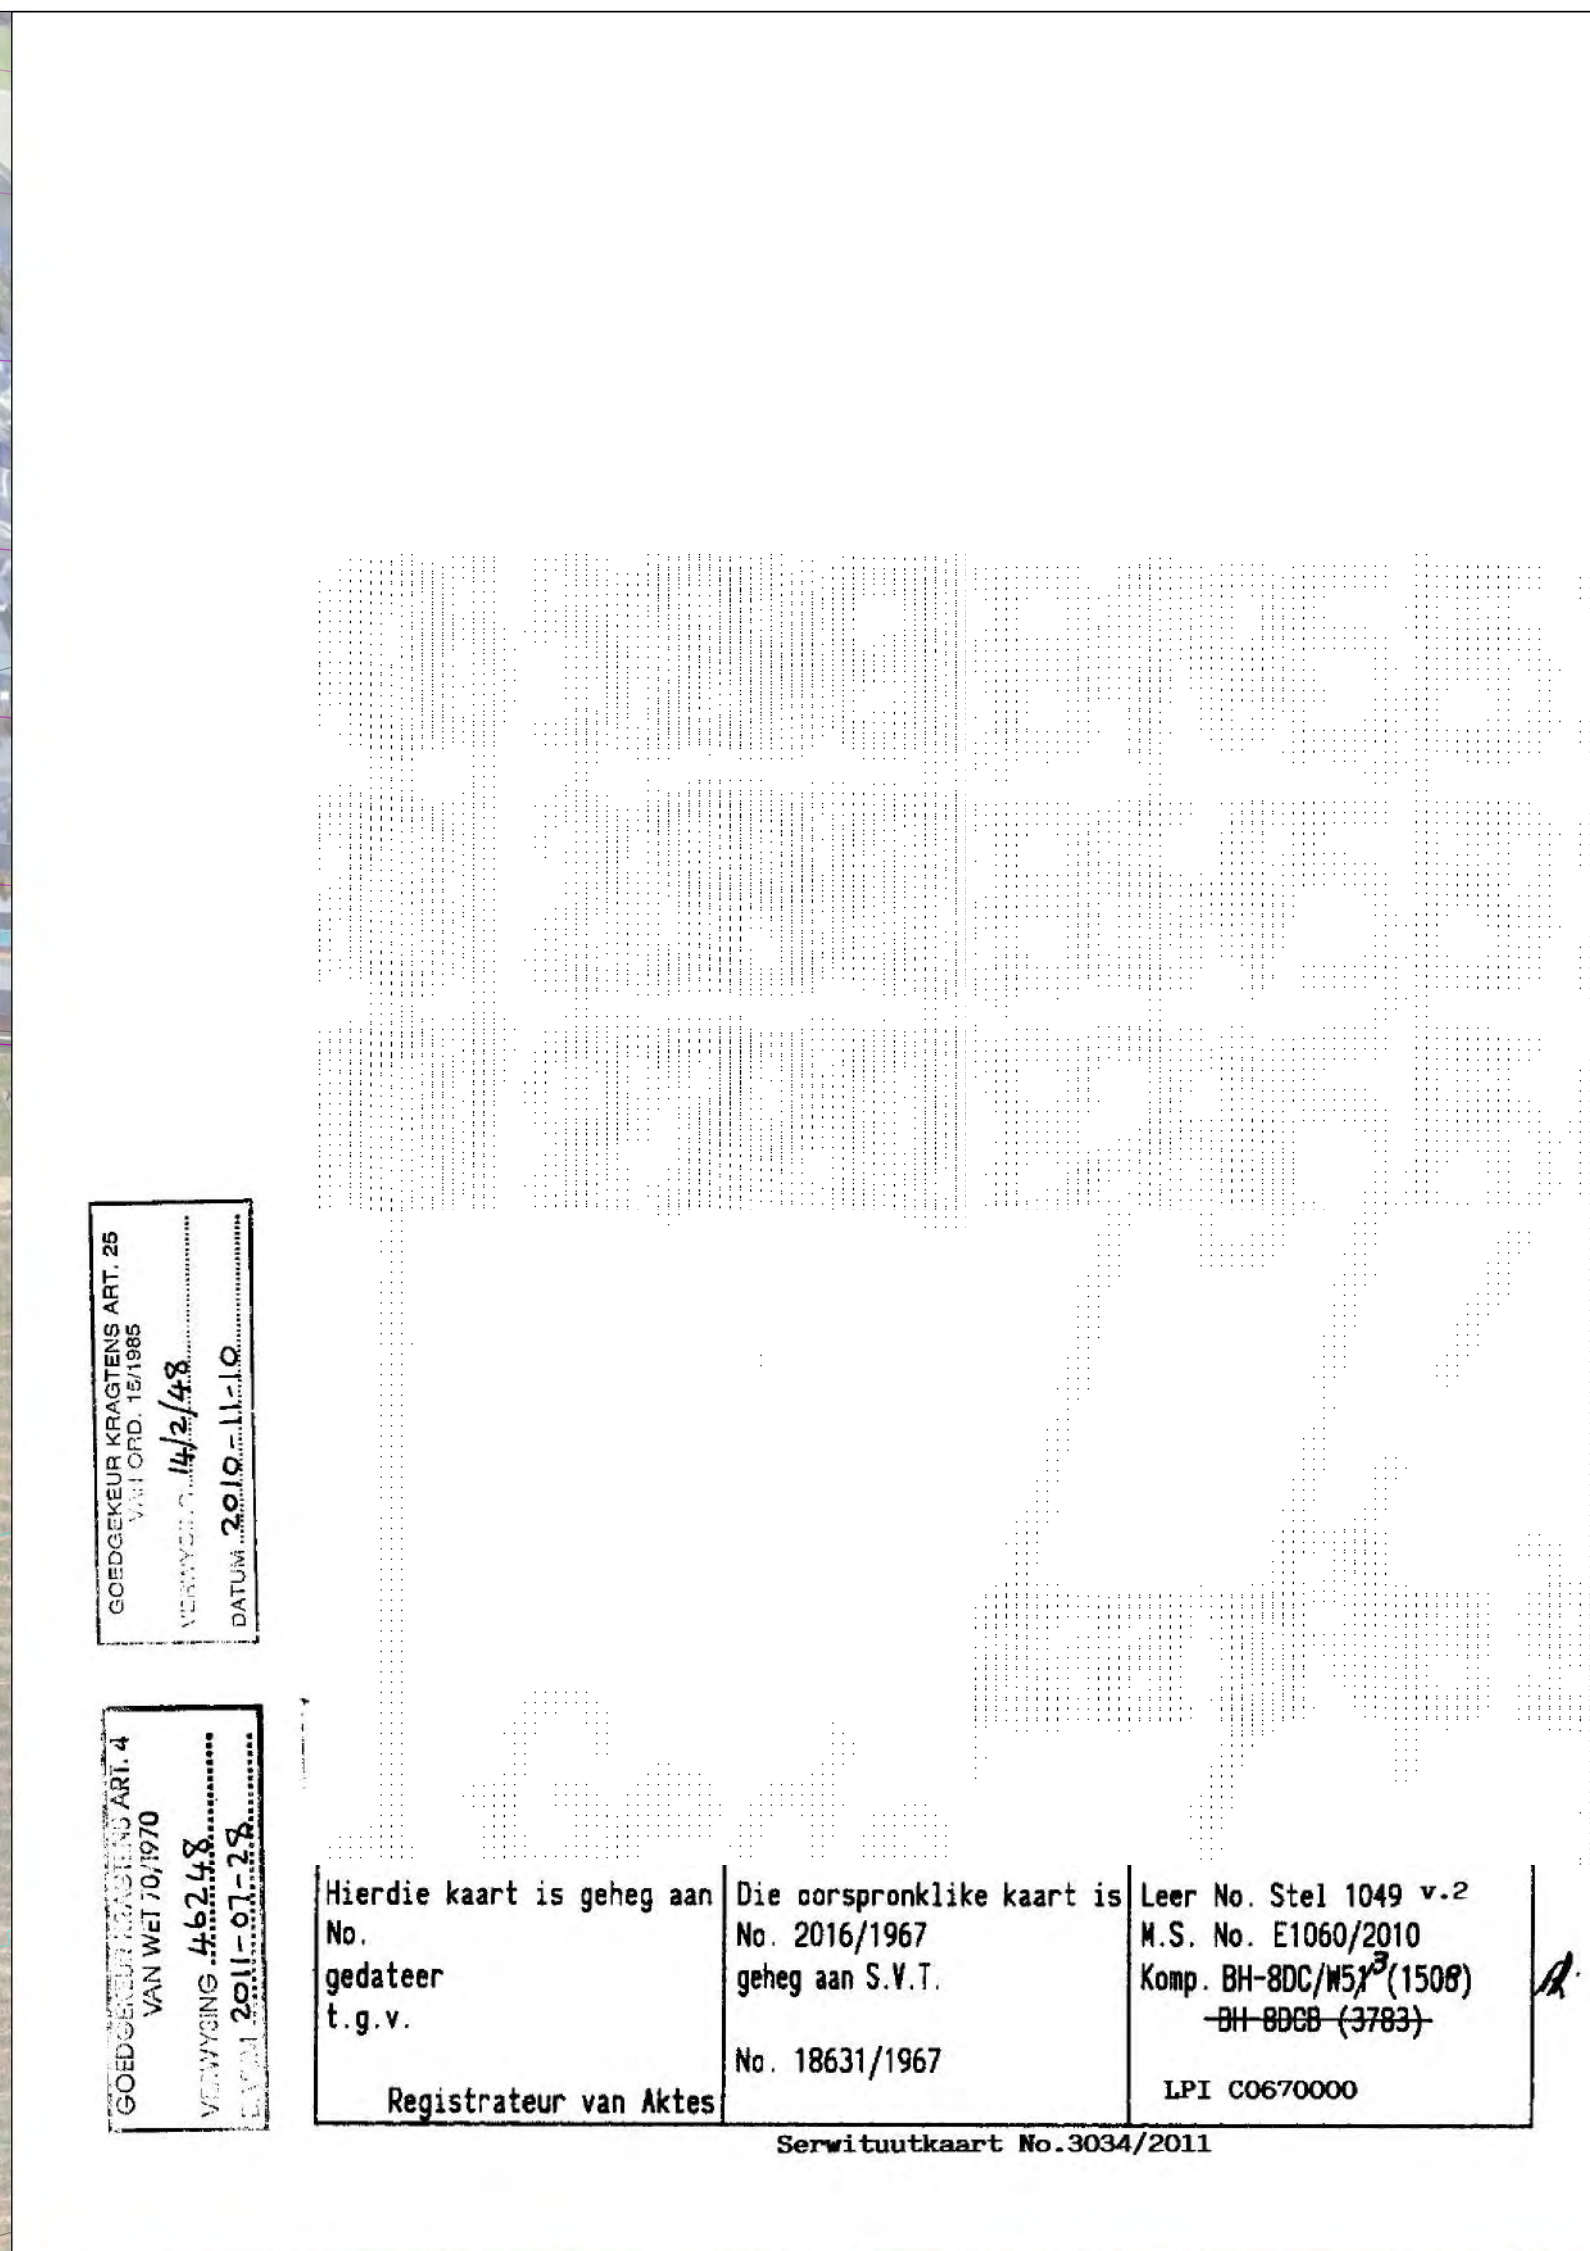 GOEDGEKEUR KRAGTENS ART. 25
VAN ORD. 15/1985
VERWYSING 14/2/48
DATUM 2010-11-10
GOEDGEKEUR KRAGTENS ART. 4
VAN WET 70/1970
VERWYSING 46248
DATUM 2011-07-28
Hierdie kaart is geheg aan
No.
gedateer
t.g.v.
Registrateur van Aktes
Die oorspronklike kaart is
No. 2016/1967
geheg aan S.V.T.
No. 18631/1967
Leer No. Stel 1049 v.2
M.S. No. E1060/2010
Komp. BH-8DC/W53(1508)
BH-8DCB (3783)
LPI C0670000
Serwituutkaart No.3034/2011